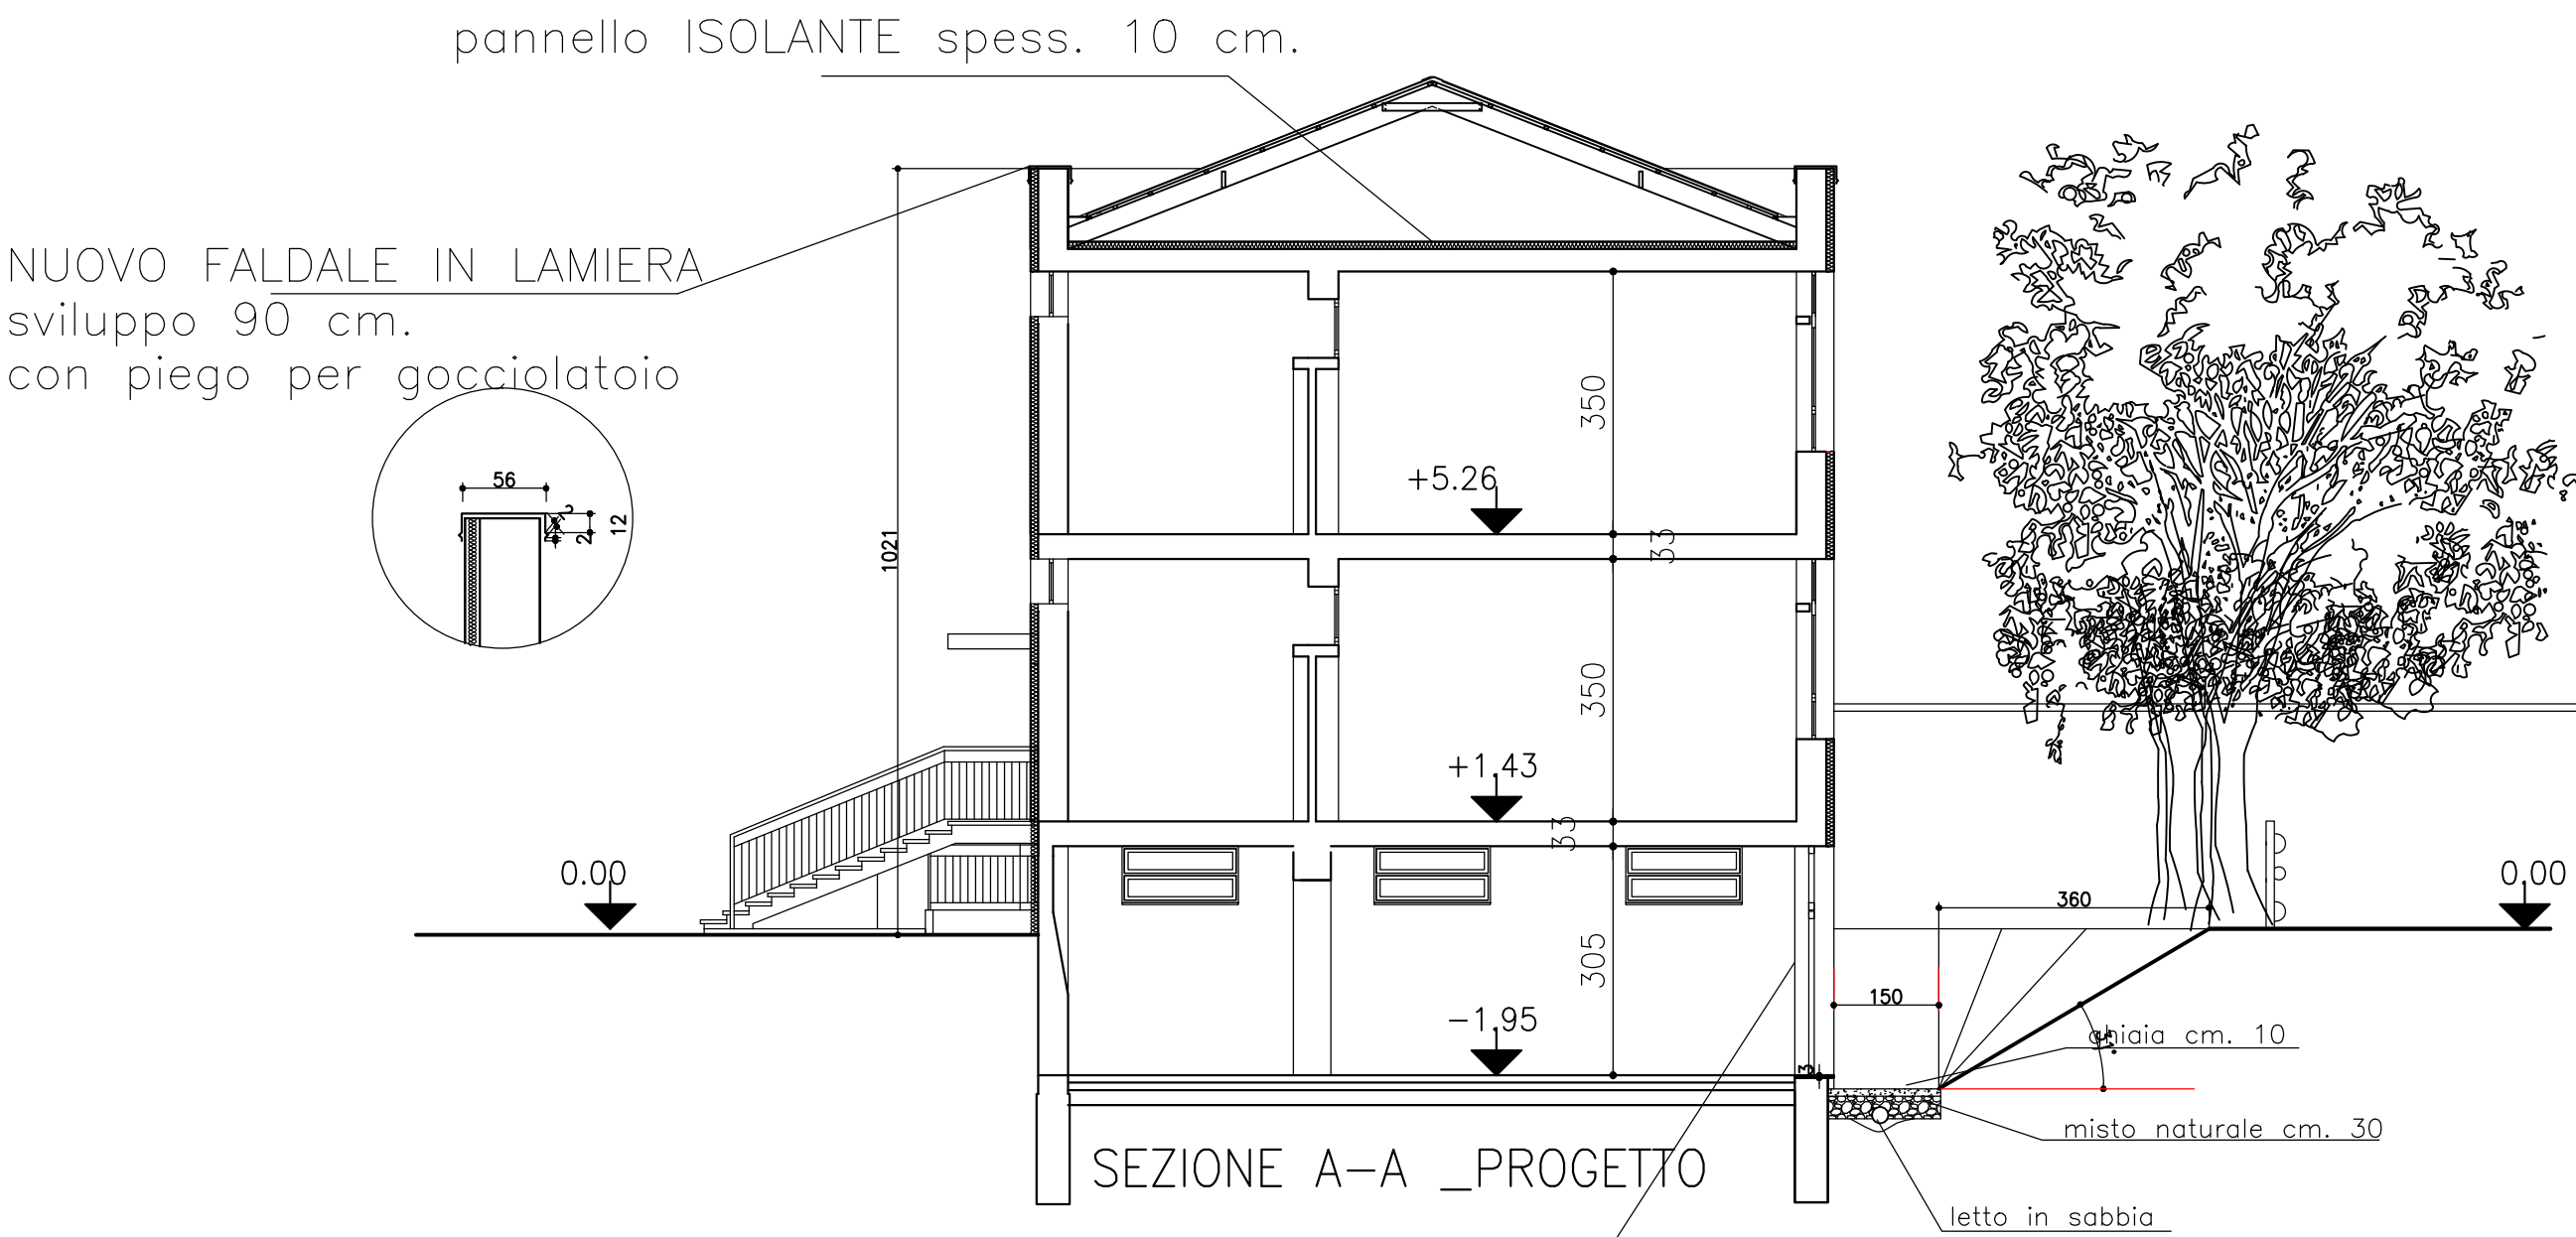 pannello ISOLANTE spess. 10 cm.
NUOVO FALDALE IN LAMIERA
sviluppo 90 cm.
con piego per gocciolatoio
56
12
2
1021
350
+5.26
33
350
+1.43
33
0.00
0.00
360
305
150
-1.95
ghiaia cm. 10
3
misto naturale cm. 30
SEZIONE A-A _PROGETTO
letto in sabbia